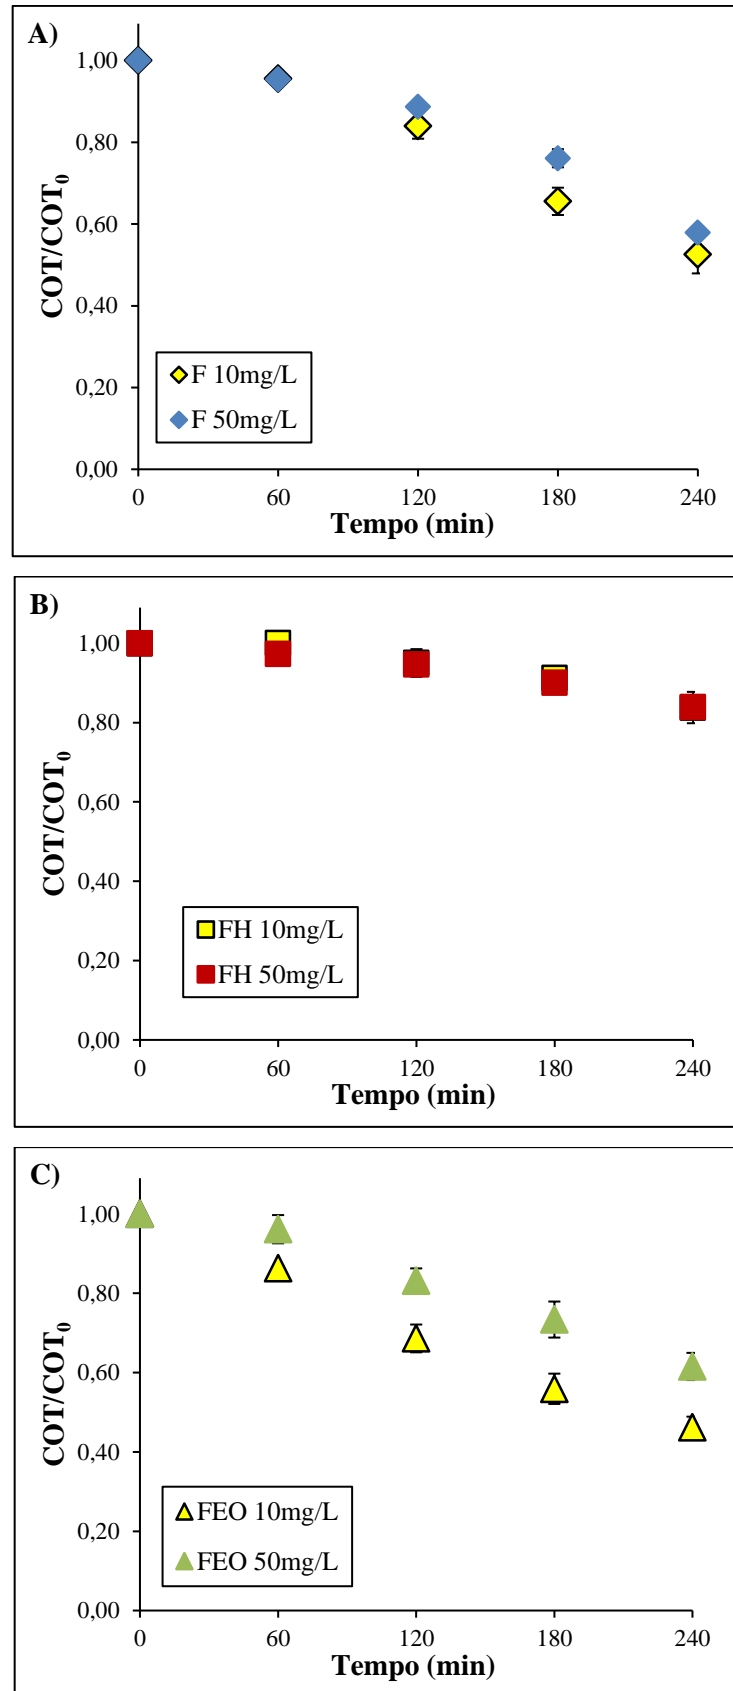 A)
1,00
0,80
0,60
0,40
0,20
0,00
COT/COT₀
F 10mg/L
F 50mg/L
0 60 120 180 240
Tempo (min)
B)
1,00
0,80
0,60
0,40
0,20
0,00
COT/COT₀
FH 10mg/L
FH 50mg/L
0 60 120 180 240
Tempo (min)
C)
1,00
0,80
0,60
0,40
0,20
0,00
COT/COT₀
FEO 10mg/L
FEO 50mg/L
0 60 120 180 240
Tempo (min)